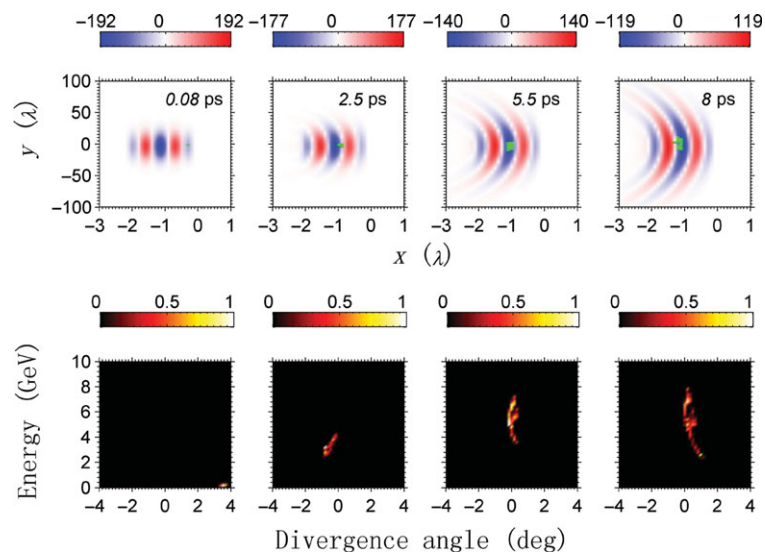 −192 0 192 −177 0 177 −140 0 140 −119 0 119
0.08 ps 2.5 ps 5.5 ps 8 ps
y (λ)
100
50
0
−50
−100
−3 −2 −1 0 1 −3 −2 −1 0 1 −3 −2 −1 0 1 −3 −2 −1 0 1
x (λ)
0 0.5 1 0 0.5 1 0 0.5 1 0 0.5 1
Energy (GeV)
10
8
6
4
2
0
−4 −2 0 2 4 −4 −2 0 2 4 −4 −2 0 2 4 −4 −2 0 2 4
Divergence angle (deg)